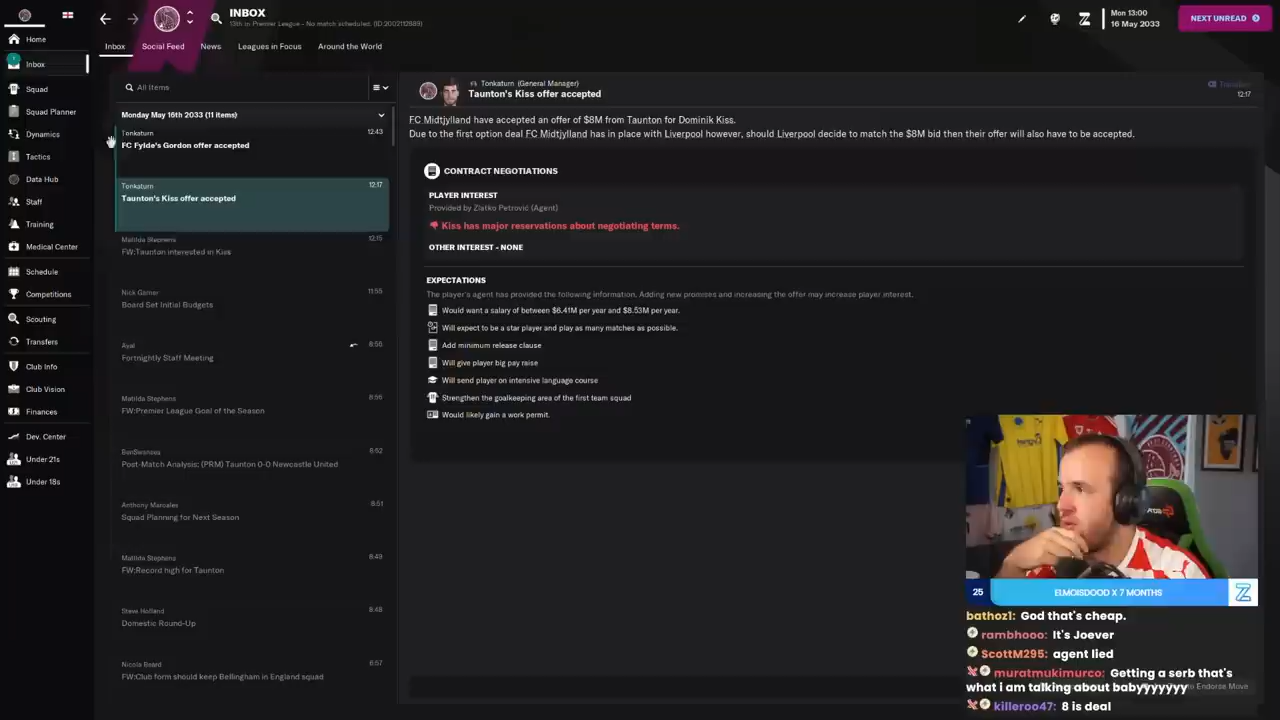 INBOX
13th in Premier League - No match scheduled. (ID:2002112689)
Mon 13:00
16 May 2033
NEXT UNREAD
Inbox
Social Feed
News
Leagues in Focus
Around the World
Home
Inbox
Squad
Squad Planner
Dynamics
Tactics
Data Hub
Staff
Training
Medical Center
Schedule
Competitions
Scouting
Transfers
Club Info
Club Vision
Finances
Dev. Center
Under 21s
Under 18s
All Items
Monday May 16th 2033 (11 items)
Tonkaturn 12:43
FC Fylde's Gordon offer accepted
Tonkaturn 12:17
Taunton's Kiss offer accepted
Matilda Stephens 12:15
FW:Taunton interested in Kiss
Nick Gamer 11:55
Board Set Initial Budgets
Ayal 8:56
Fortnightly Staff Meeting
Matilda Stephens 8:56
FW:Premier League Goal of the Season
BenSwansea 8:52
Post-Match Analysis: (PRM) Taunton 0-0 Newcastle United
Anthony Marcales 8:51
Squad Planning for Next Season
Matilda Stephens 8:49
FW:Record high for Taunton
Steve Holland 8:48
Domestic Round-Up
Nicola Beard 8:57
FW:Club form should keep Bellingham in England squad
Tonkaturn (General Manager)
Taunton's Kiss offer accepted
Transfer
12:17
FC Midtjylland have accepted an offer of $8M from Taunton for Dominik Kiss.
Due to the first option deal FC Midtjylland has in place with Liverpool however, should Liverpool decide to match the $8M bid then their offer will also have to be accepted.
CONTRACT NEGOTIATIONS
PLAYER INTEREST
Provided by Zlatko Petrović (Agent)
Kiss has major reservations about negotiating terms.
OTHER INTEREST - NONE
EXPECTATIONS
The player's agent has provided the following information. Adding new promises and increasing the offer may increase player interest.
Would want a salary of between $6.41M per year and $8.53M per year.
Will expect to be a star player and play as many matches as possible.
Add minimum release clause
Will give player big pay raise
Will send player on intensive language course
Strengthen the goalkeeping area of the first team squad
Would likely gain a work permit.
25 ELMOISDOOD X 7 MONTHS
bathoz1: God that's cheap.
rambhooo: It's Joever
ScottM295: agent lied
muratmukimurco: Getting a serb that's
what i am talking about babyyyyyy
to Endorse Move
killeroo47: 8 is deal